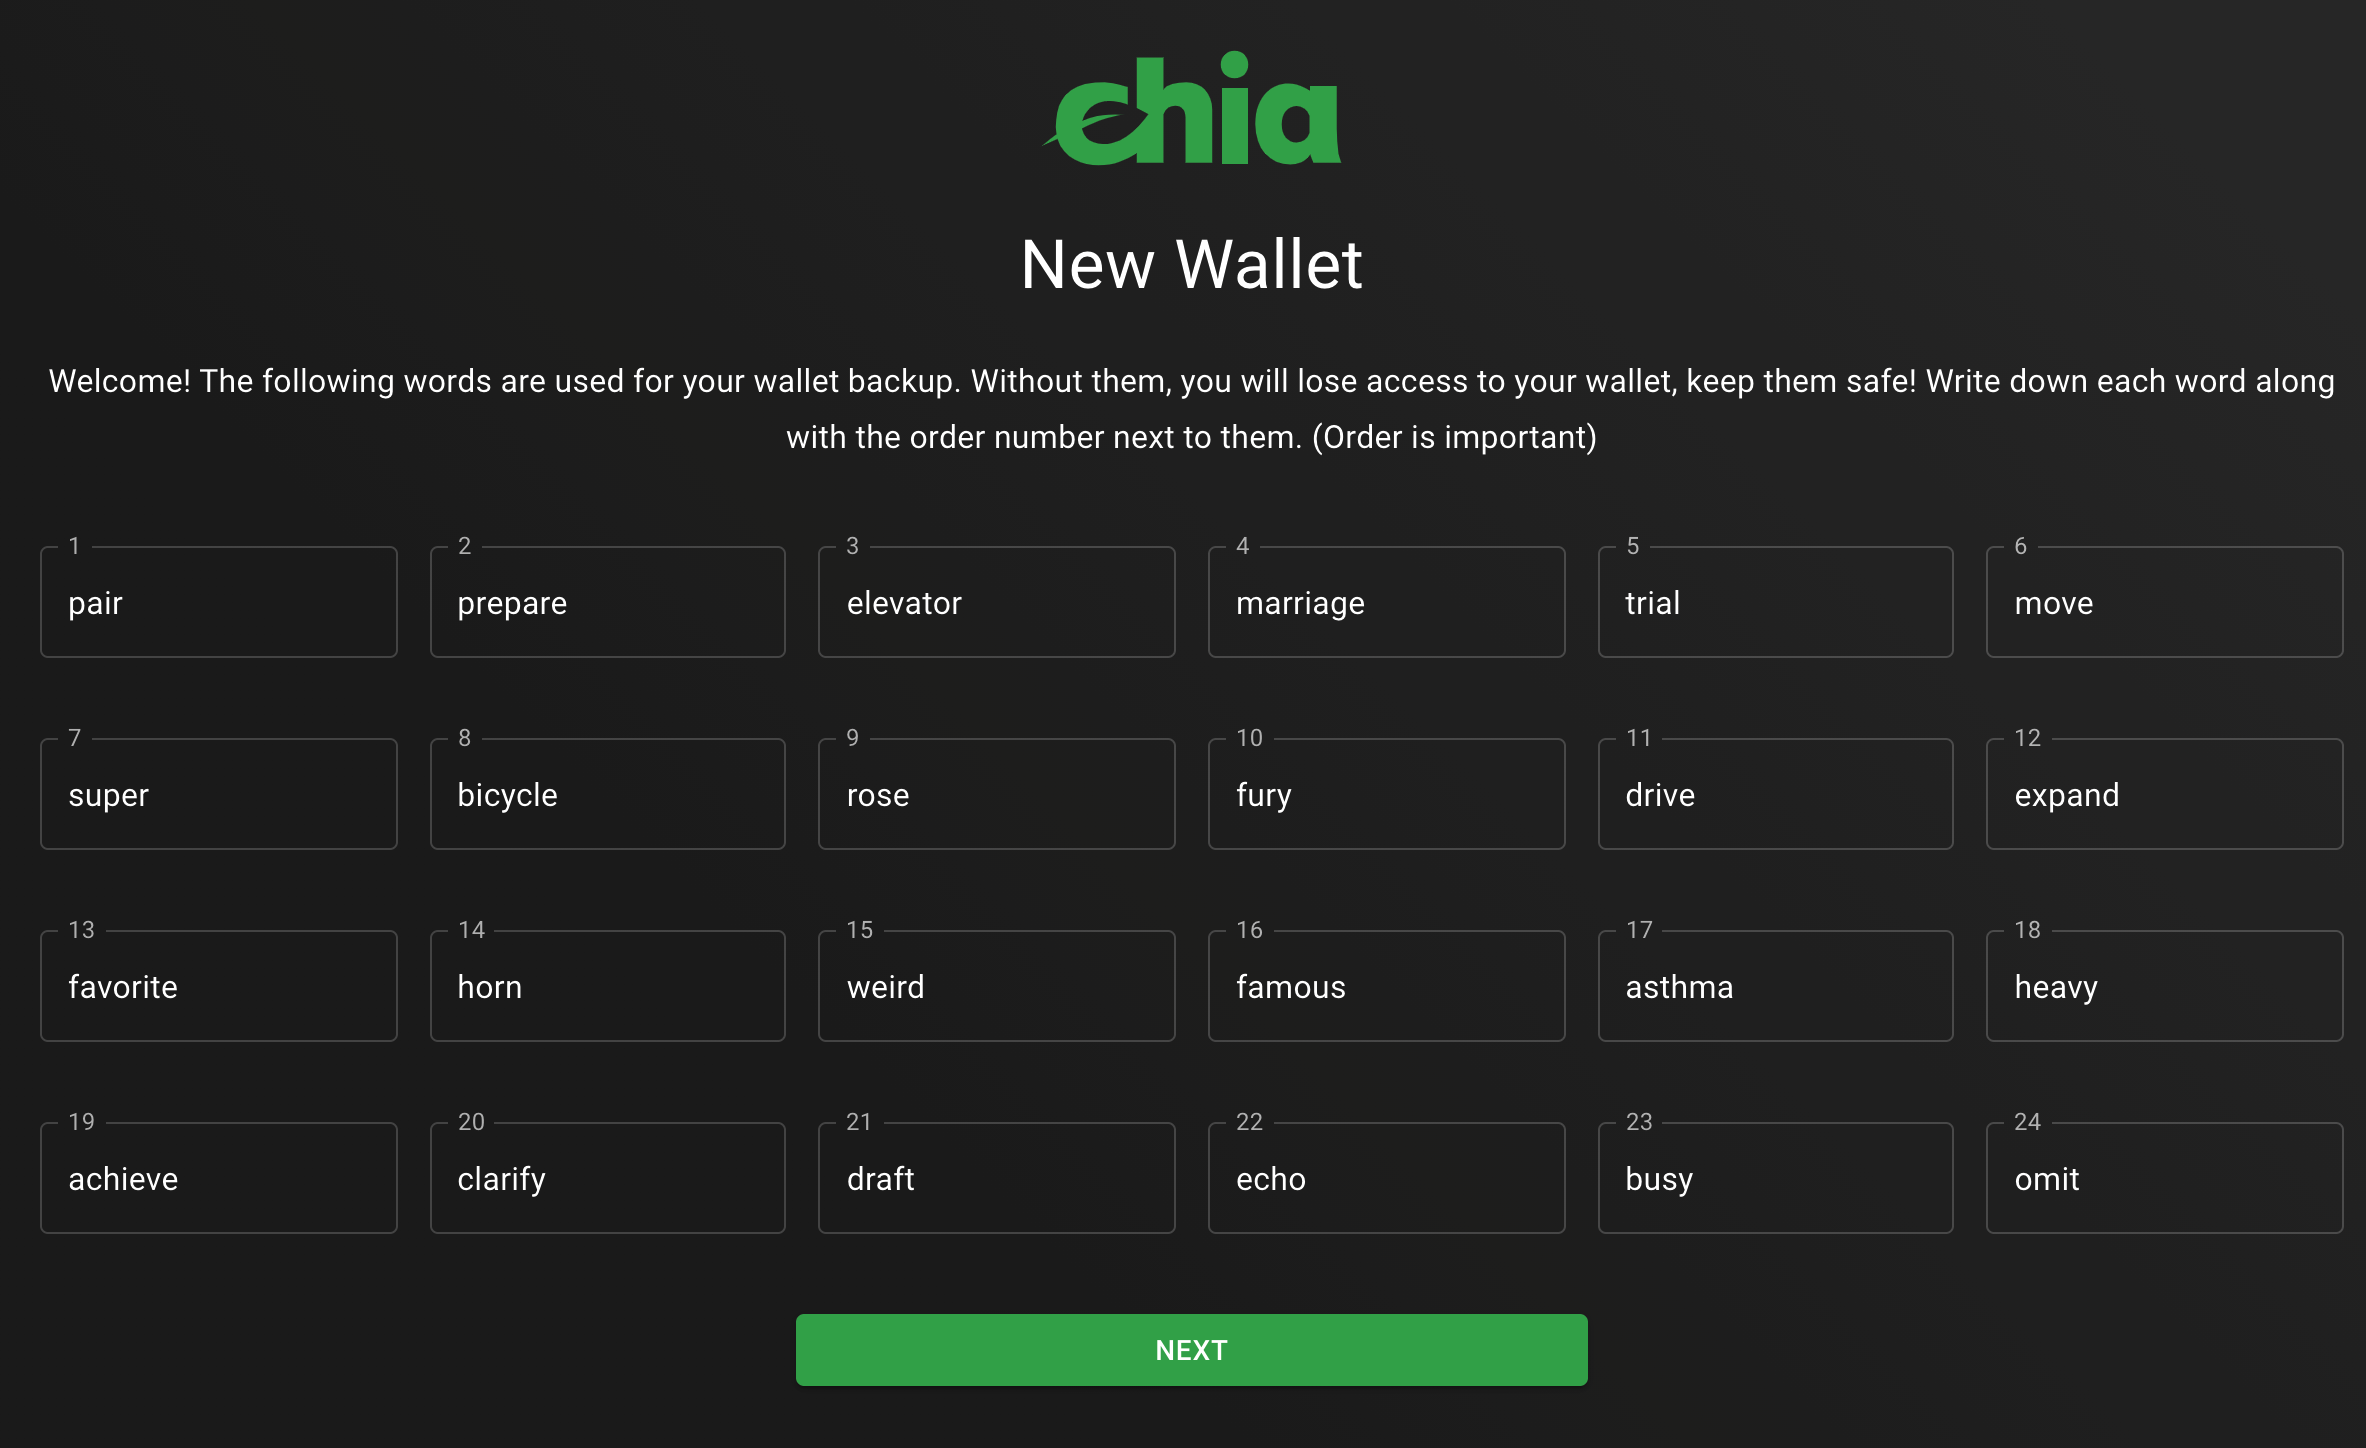 chia
New Wallet
Welcome! The following words are used for your wallet backup. Without them, you will lose access to your wallet, keep them safe! Write down each word along
with the order number next to them. (Order is important)
1 2 3 4 5 6
pair prepare elevator marriage trial move
7 8 9 10 11 12
super bicycle rose fury drive expand
13 14 15 16 17 18
favorite horn weird famous asthma heavy
19 20 21 22 23 24
achieve clarify draft echo busy omit
NEXT